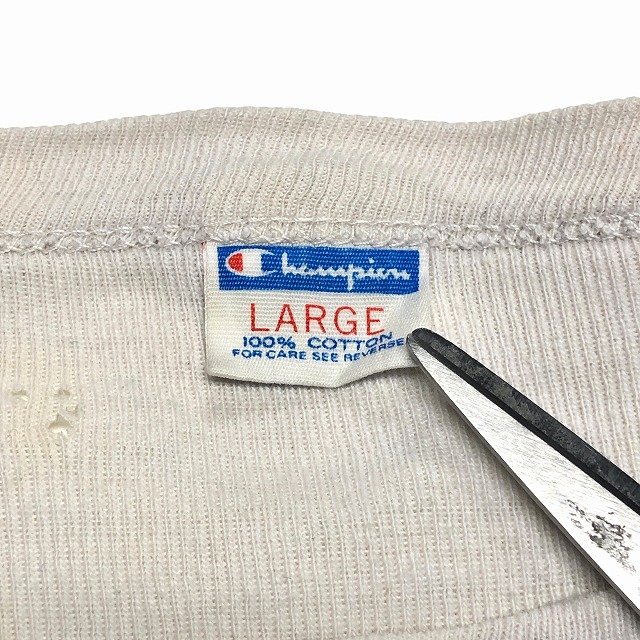 Champion
LARGE
100% COTTON
FOR CARE SEE REVERSE